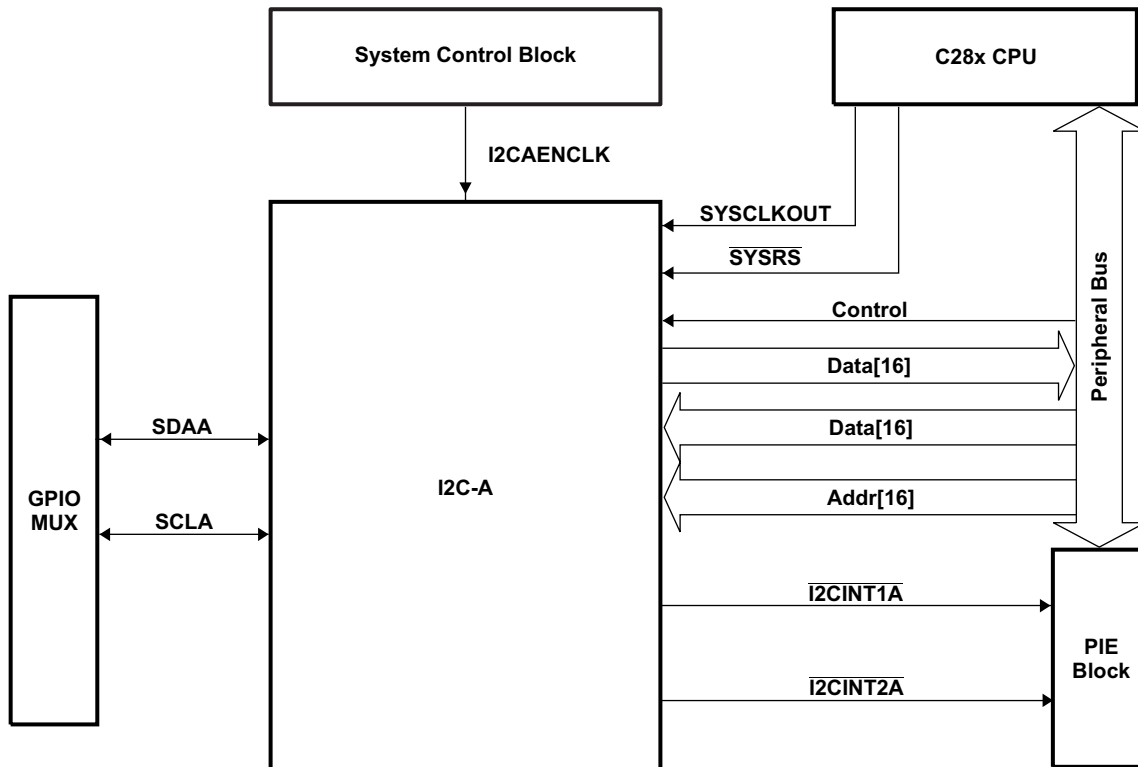 System Control Block
C28x CPU
I2CAENCLK
SYSCLKOUT
SYSRS
Control
Data[16]
Data[16]
Addr[16]
Peripheral Bus
SDAA
SCLA
GPIO
MUX
I2C-A
I2CINT1A
I2CINT2A
PIE
Block